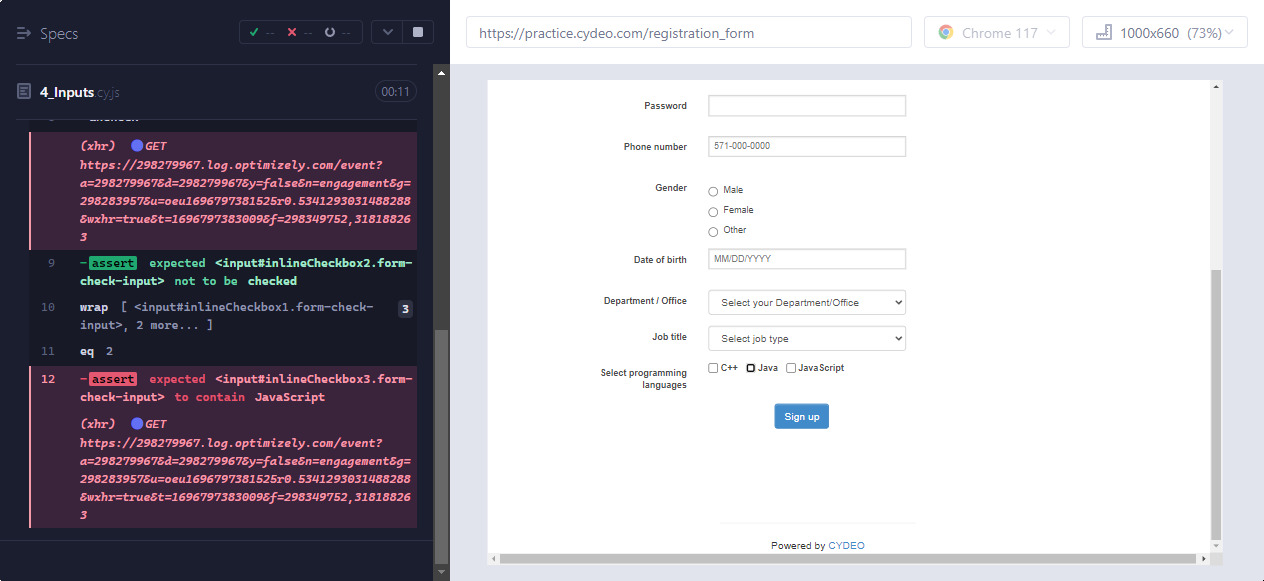 Specs
-- -- --
4_Inputs.cy.js
00:11
(xhr) GET
https://298279967.log.optimizely.com/event?
a=298279967&d=298279967&y=false&n=engagement&g=
298283957&u=oeu1696797381525r0.5341293031488288
&wxhr=true&t=1696797383009&f=298349752,31818826
3
9 -assert expected <input#inlineCheckbox2.form-
check-input> not to be checked
10 wrap [ <input#inlineCheckbox1.form-check-
input>, 2 more... ] 3
11 eq 2
12 -assert expected <input#inlineCheckbox3.form-
check-input> to contain JavaScript
(xhr) GET
https://298279967.log.optimizely.com/event?
a=298279967&d=298279967&y=false&n=engagement&g=
298283957&u=oeu1696797381525r0.5341293031488288
&wxhr=true&t=1696797383009&f=298349752,31818826
3
https://practice.cydeo.com/registration_form
Chrome 117
1000x660 (73%)
Password
Phone number 571-000-0000
Gender
Male
Female
Other
Date of birth MM/DD/YYYY
Department / Office Select your Department/Office
Job title Select job type
Select programming
languages
C++ Java JavaScript
Sign up
Powered by CYDEO